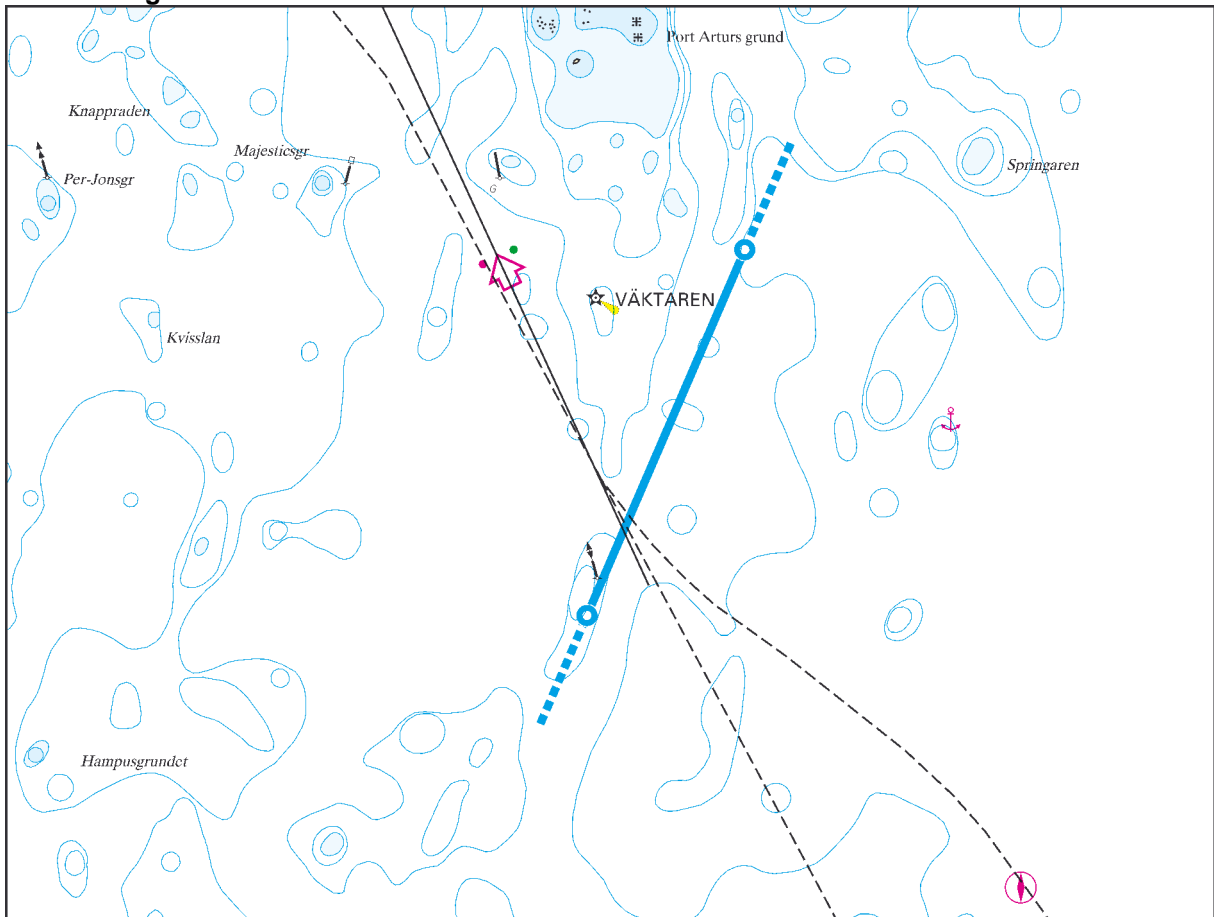 Port Arturs grund
Knappraden
Majesticsgr
Per-Jonsgr
Springaren
G
VÄKTAREN
Kvisslan
Hampusgrundet